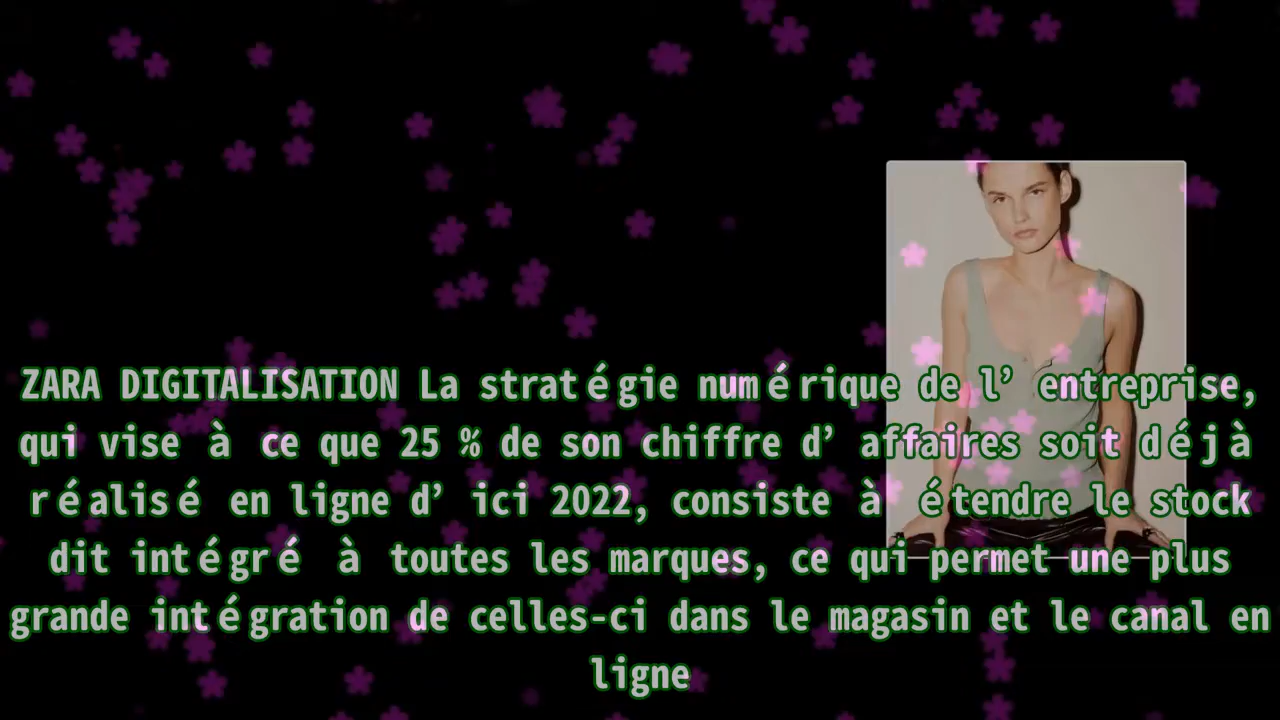 ZARA DIGITALISATION La stratégie numérique de l’ entreprise,
qui vise à ce que 25 % de son chiffre d’ affaires soit déjà
réalisé en ligne d’ ici 2022, consiste à étendre le stock
dit intégré à toutes les marques, ce qui permet une plus
grande intégration de celles-ci dans le magasin et le canal en
ligne